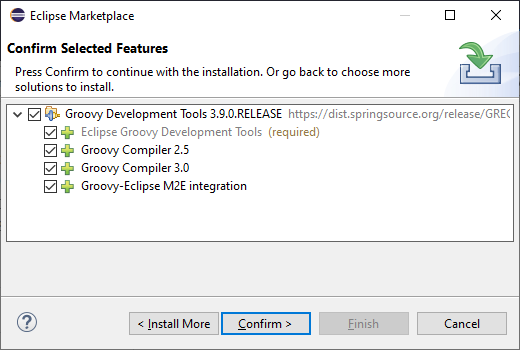 Eclipse Marketplace
Confirm Selected Features
Press Confirm to continue with the installation. Or go back to choose more
solutions to install.
Groovy Development Tools 3.9.0.RELEASE https://dist.springsource.org/release/GREC
Eclipse Groovy Development Tools (required)
Groovy Compiler 2.5
Groovy Compiler 3.0
Groovy-Eclipse M2E integration
? < Install More Confirm > Finish Cancel